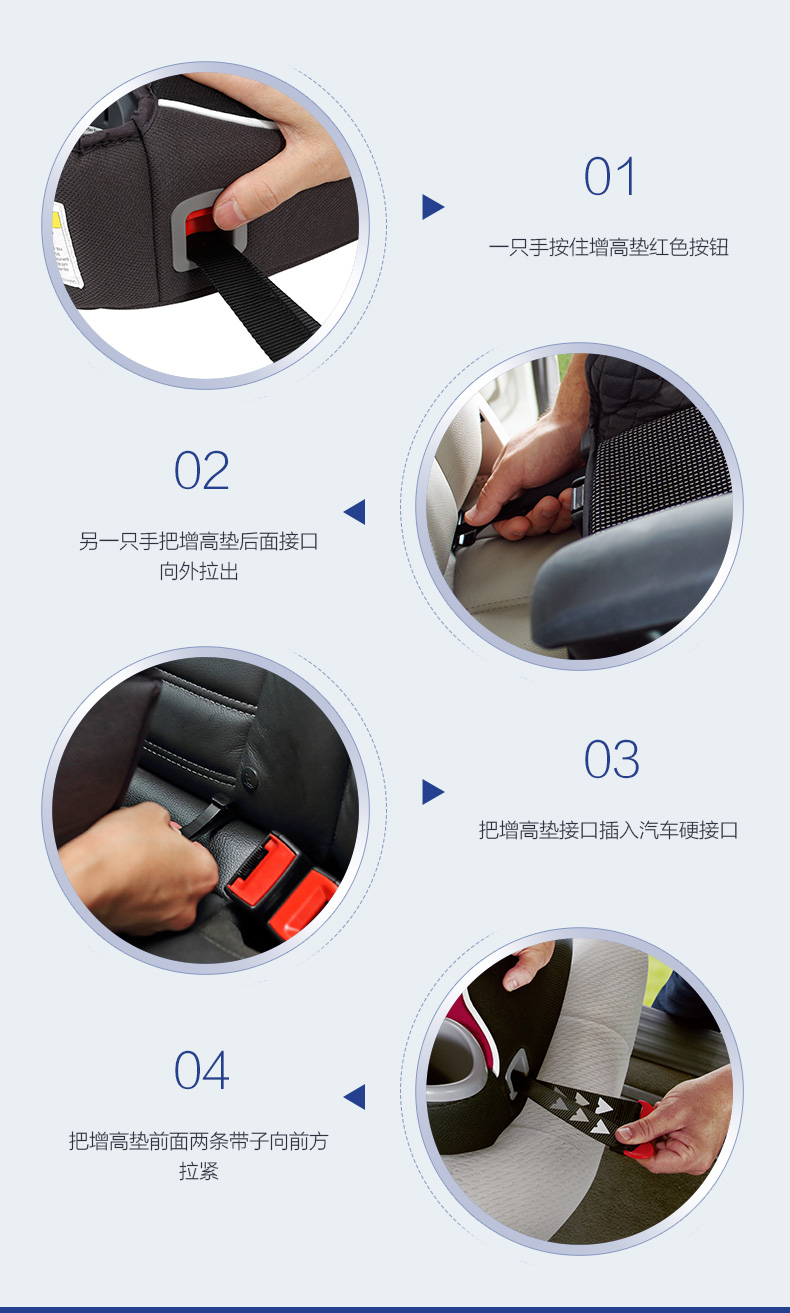 01
一只手按住增高垫红色按钮
02
另一只手把增高垫后面接口
向外拉出
03
把增高垫接口插入汽车硬接口
04
把增高垫前面两条带子向前方
拉紧